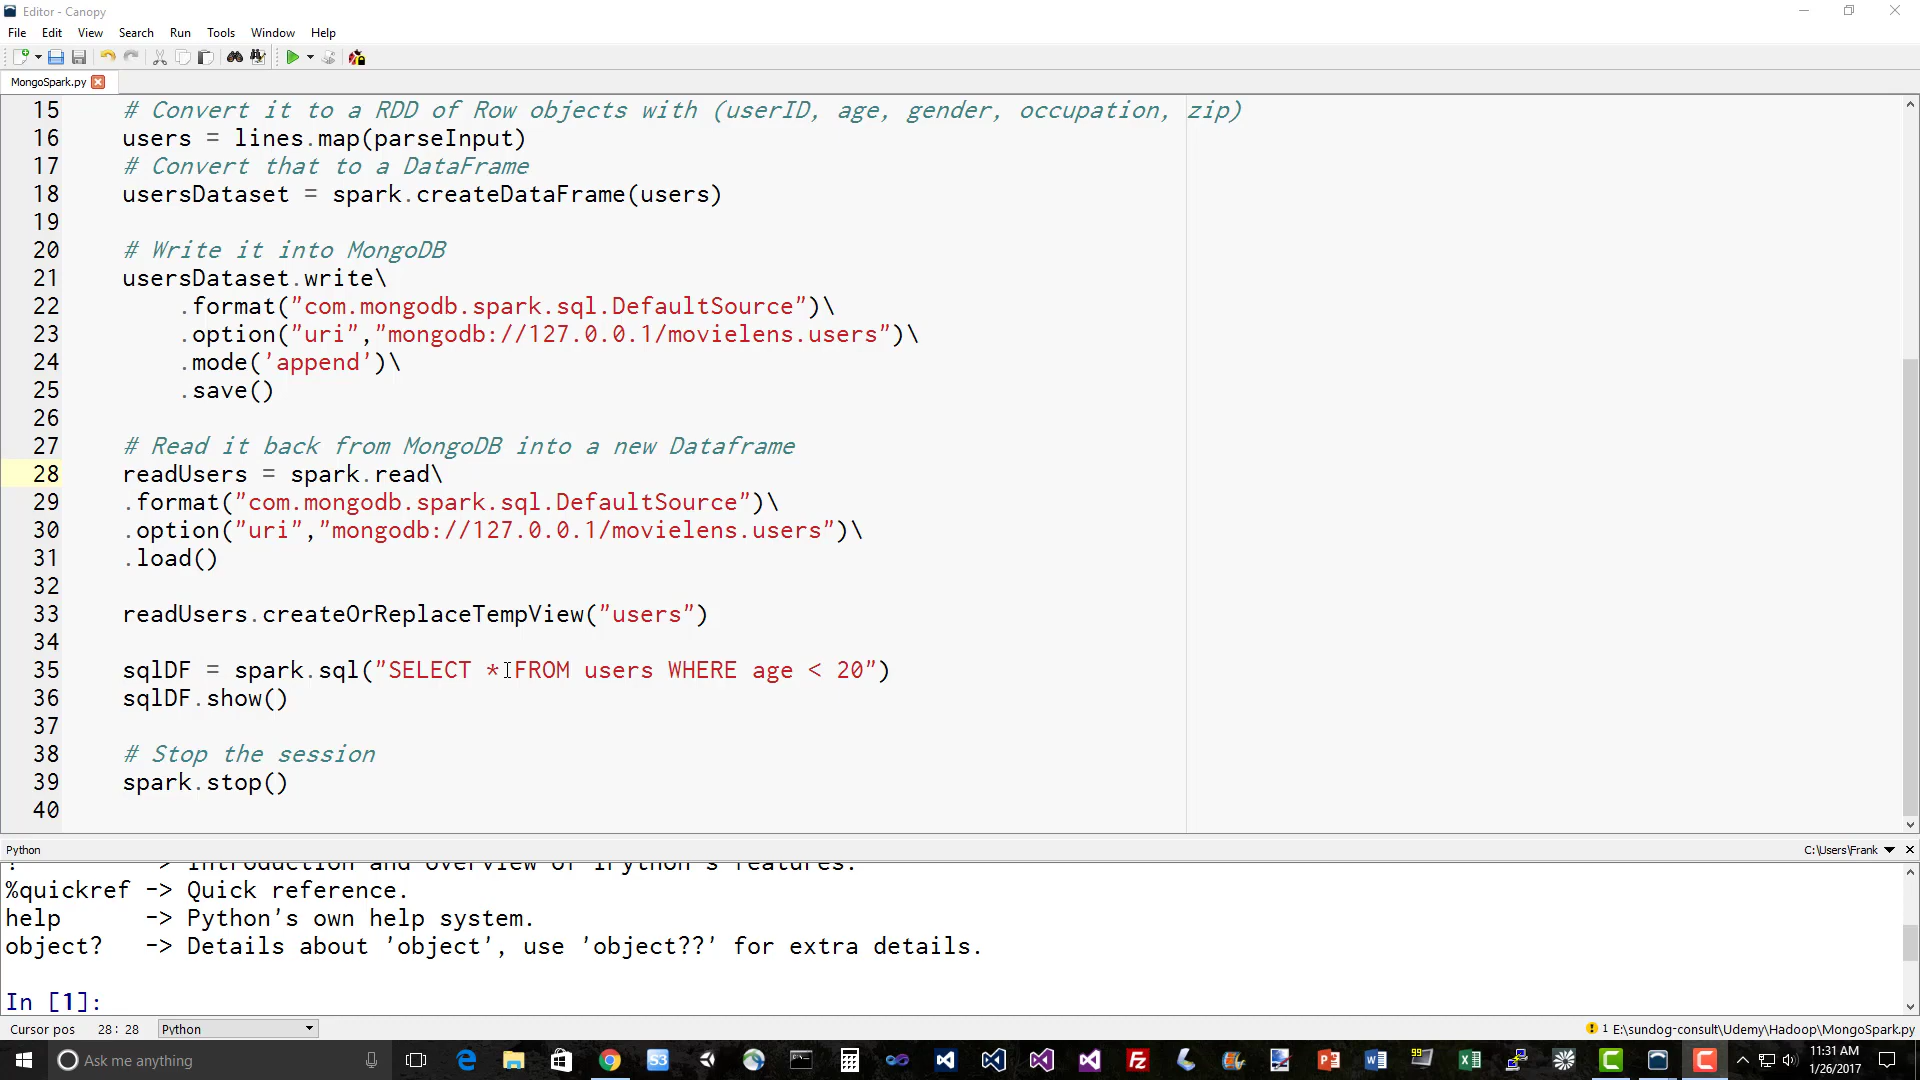 Editor - Canopy
File Edit View Search Run Tools Window Help
MongoSpark.py
15 # Convert it to a RDD of Row objects with (userID, age, gender, occupation, zip)
16 users = lines.map(parseInput)
17 # Convert that to a DataFrame
18 usersDataset = spark.createDataFrame(users)
19
20 # Write it into MongoDB
21 usersDataset.write\
22 .format("com.mongodb.spark.sql.DefaultSource")\
23 .option("uri","mongodb://127.0.0.1/movielens.users")\
24 .mode('append')\
25 .save()
26
27 # Read it back from MongoDB into a new Dataframe
28 readUsers = spark.read\
29 .format("com.mongodb.spark.sql.DefaultSource")\
30 .option("uri","mongodb://127.0.0.1/movielens.users")\
31 .load()
32
33 readUsers.createOrReplaceTempView("users")
34
35 sqlDF = spark.sql("SELECT * FROM users WHERE age < 20")
36 sqlDF.show()
37
38 # Stop the session
39 spark.stop()
40
Python C:\Users\Frank
? -> Introduction and overview of IPython's features.
%quickref -> Quick reference.
help -> Python's own help system.
object? -> Details about 'object', use 'object??' for extra details.
In [1]:
Cursor pos 28: 28 Python 1 E:\sundog-consult\Udemy\Hadoop\MongoSpark.py
Ask me anything
11:31 AM
1/26/2017